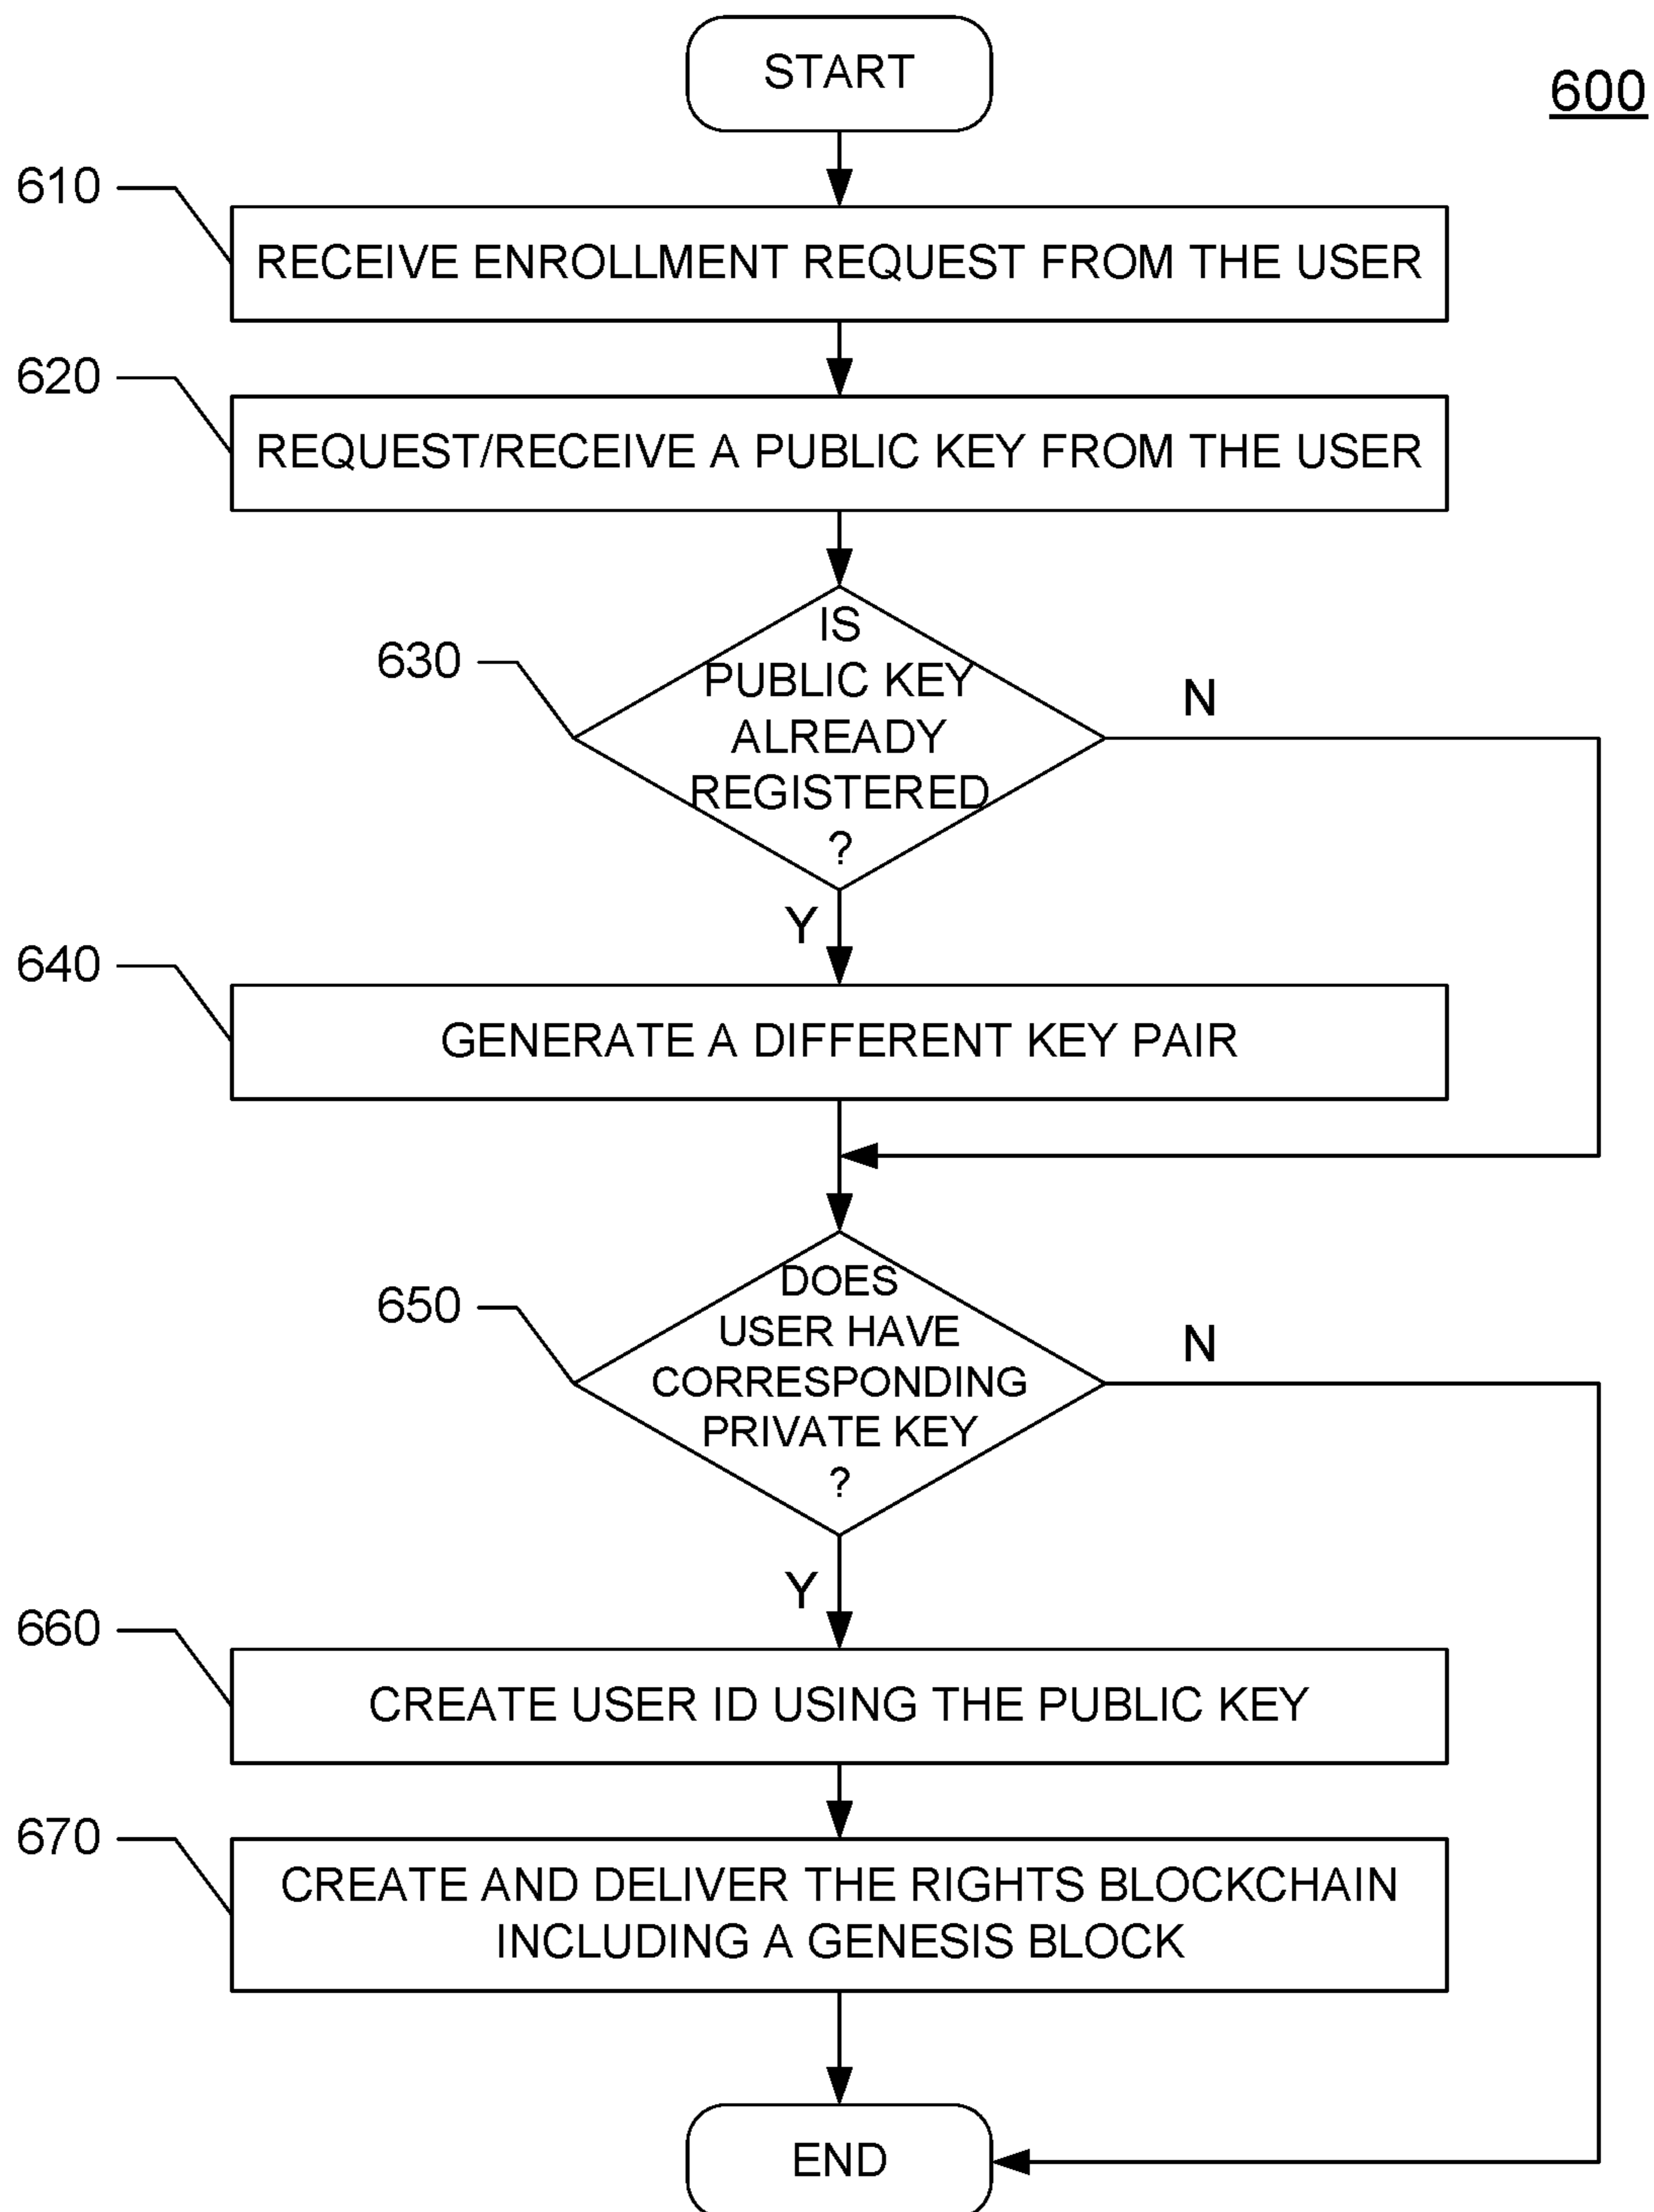 START
600
610
RECEIVE ENROLLMENT REQUEST FROM THE USER
620
REQUEST/RECEIVE A PUBLIC KEY FROM THE USER
630
IS
PUBLIC KEY
ALREADY
REGISTERED
?
N
Y
640
GENERATE A DIFFERENT KEY PAIR
650
DOES
USER HAVE
CORRESPONDING
PRIVATE KEY
?
N
Y
660
CREATE USER ID USING THE PUBLIC KEY
670
CREATE AND DELIVER THE RIGHTS BLOCKCHAIN
INCLUDING A GENESIS BLOCK
END